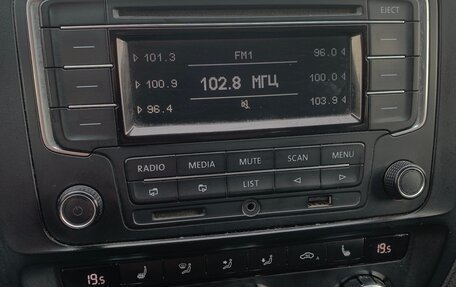 EJECT
101.3 FM1 96.0
100.9 102.8 МГЦ 100.0
96.4 103.9
RADIO MEDIA MUTE SCAN MENU
LIST
19.5 A 19.5